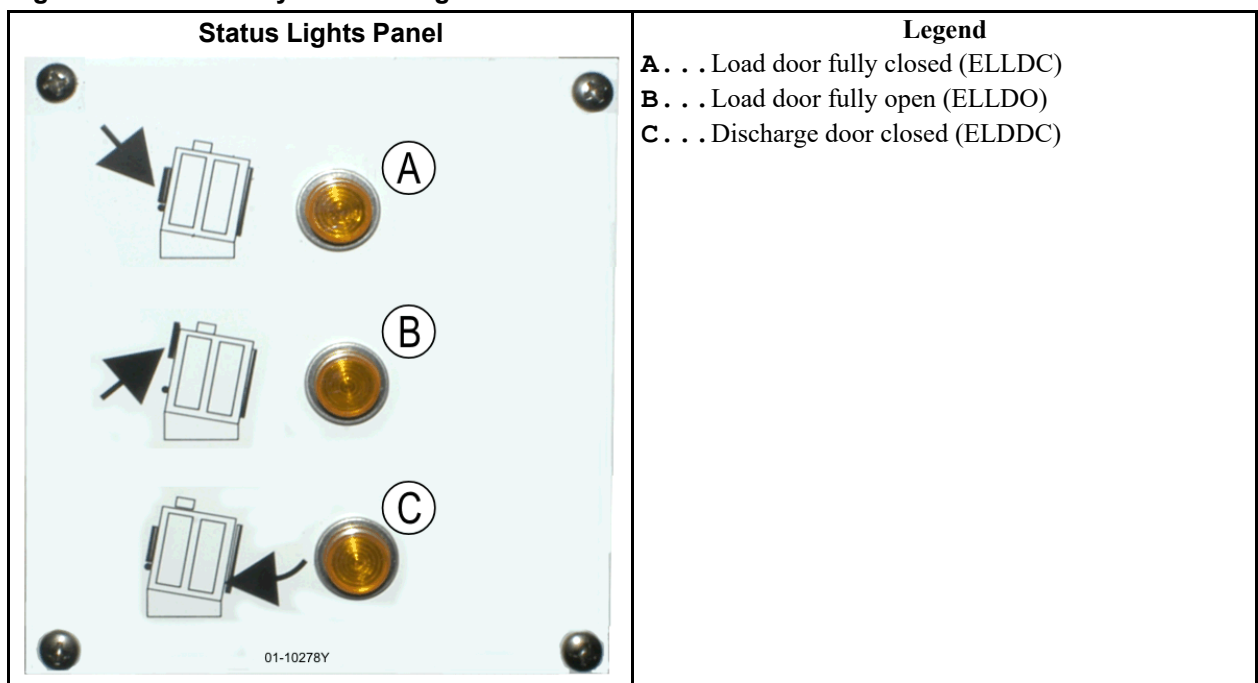 Status Lights Panel
Legend
A. . . Load door fully closed (ELLDC)
B. . . Load door fully open (ELLDO)
C. . . Discharge door closed (ELDDC)
A
B
C
01-10278Y